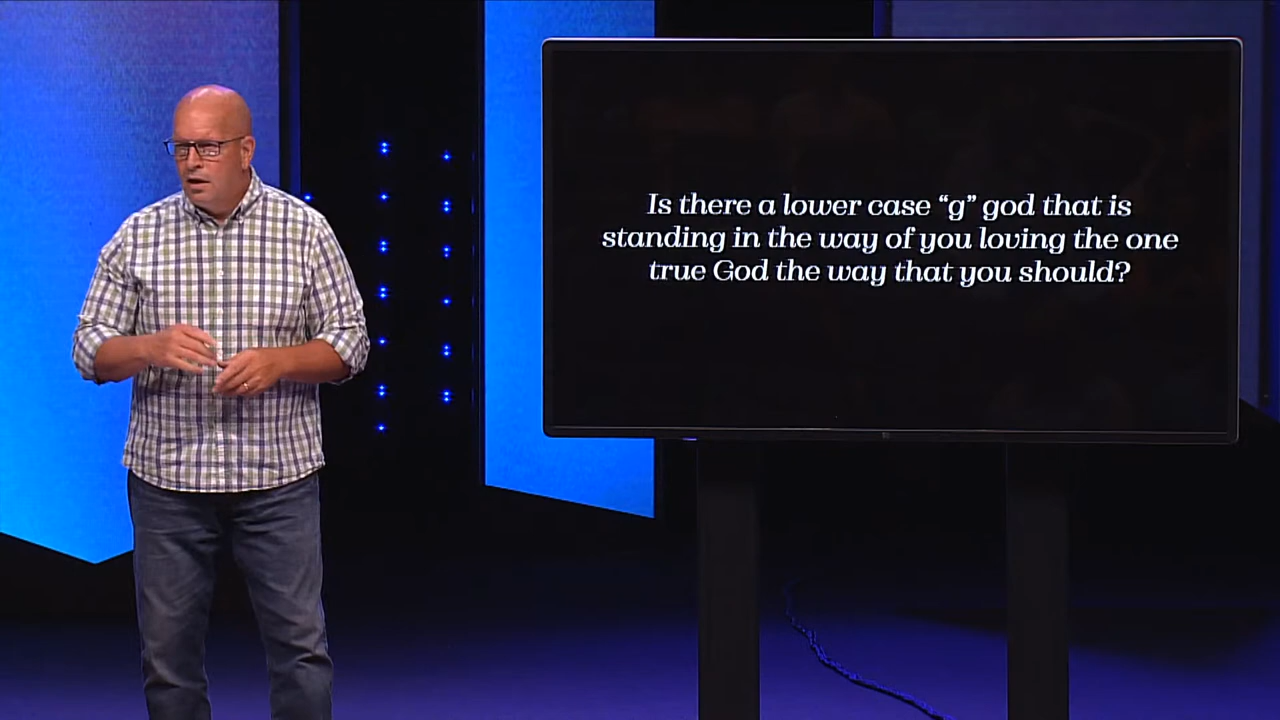 Is there a lower case “g” god that is
standing in the way of you loving the one
true God the way that you should?